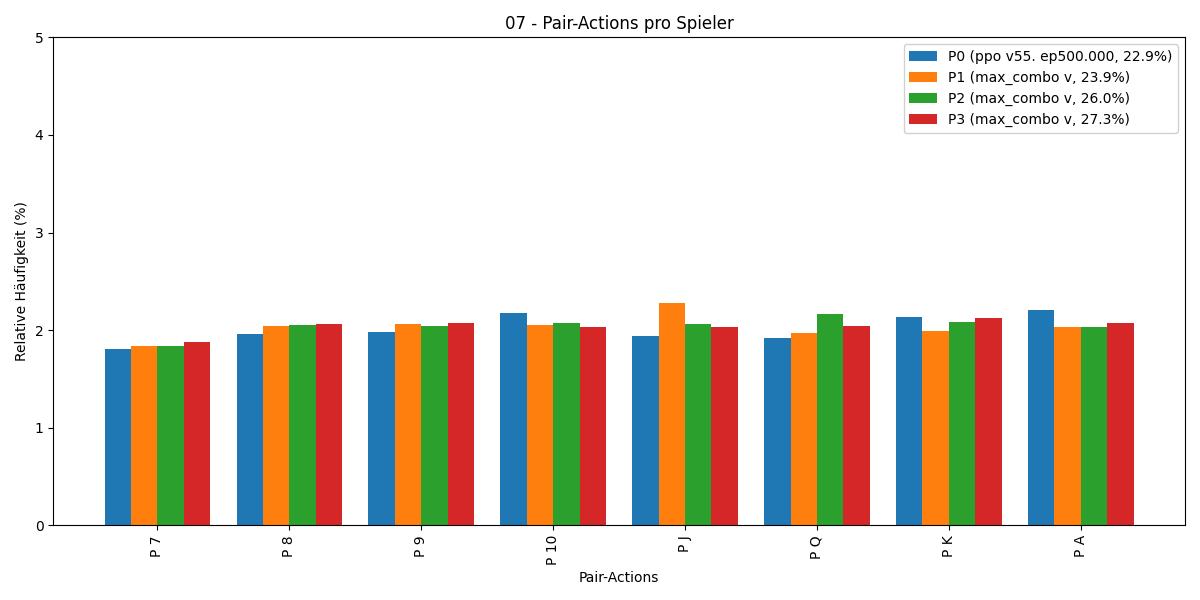 07 - Pair-Actions pro Spieler
P0 (ppo v55. ep500.000, 22.9%)
P1 (max_combo v, 23.9%)
P2 (max_combo v, 26.0%)
P3 (max_combo v, 27.3%)
Relative Häufigkeit (%)
5
4
3
2
1
0
P 7
P 8
P 9
P 10
P J
P Q
P K
P A
Pair-Actions